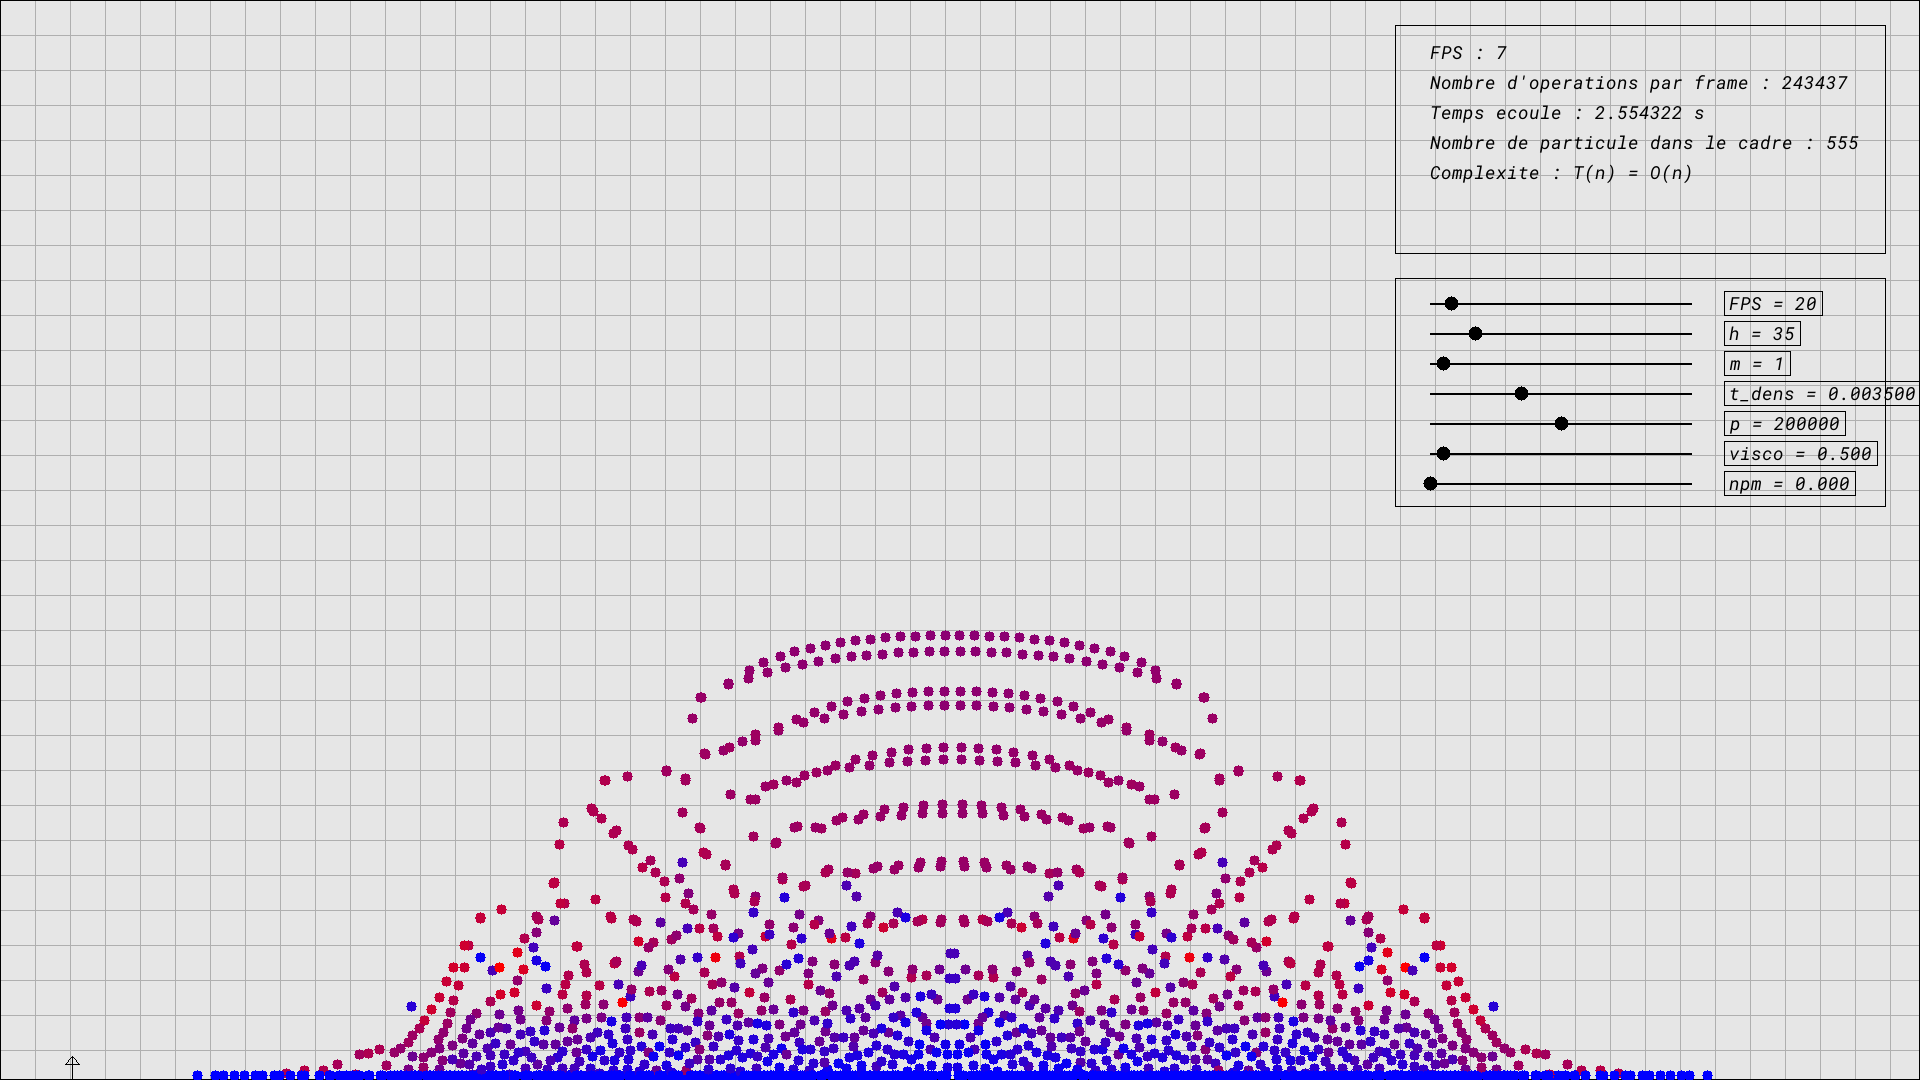 FPS : 7
Nombre d'operations par frame : 243437
Temps ecoule : 2.554322 s
Nombre de particule dans le cadre : 555
Complexite : T(n) = O(n)
FPS = 20
h = 35
m = 1
t_dens = 0.003500
p = 200000
visco = 0.500
npm = 0.000